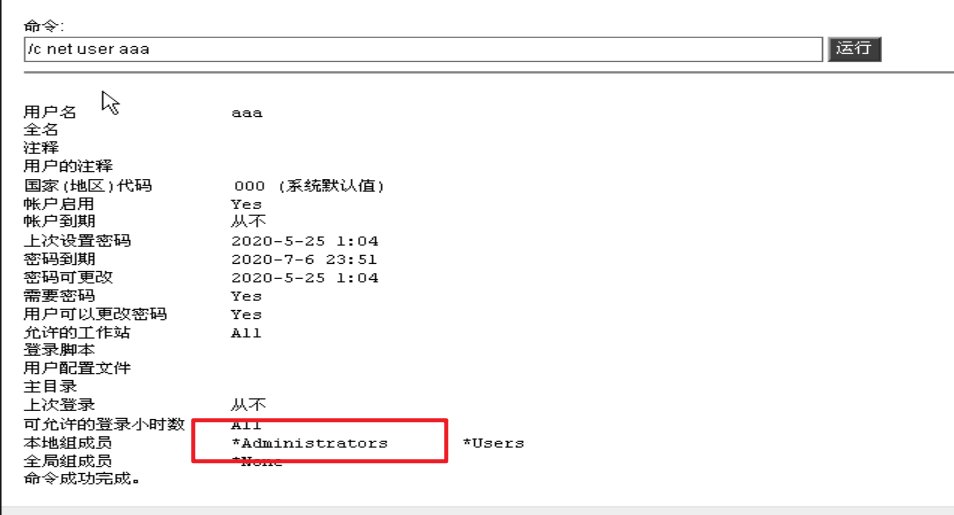 命令:
/c net user aaa 运行
用户名 aaa
全名
注释
用户的注释
国家(地区)代码 000 (系统默认值)
帐户启用 Yes
帐户到期 从不
上次设置密码 2020-5-25 1:04
密码到期 2020-7-6 23:51
密码可更改 2020-5-25 1:04
需要密码 Yes
用户可以更改密码 Yes
允许的工作站 All
登录脚本
用户配置文件
主目录
上次登录 从不
可允许的登录小时数 All
本地组成员 *Administrators *Users
全局组成员 *None
命令成功完成。